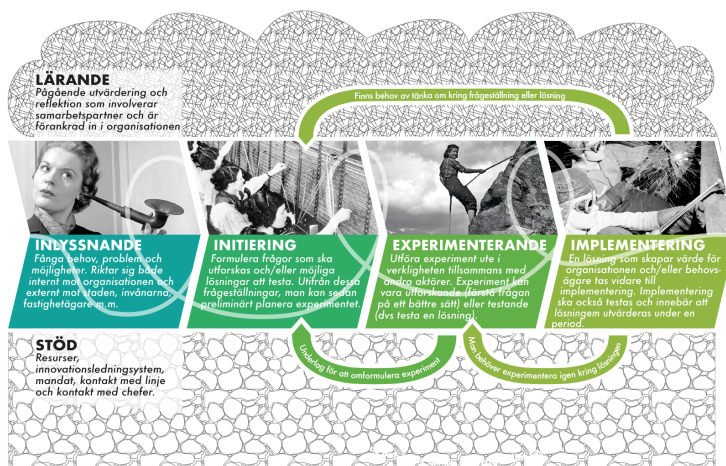 LÄRANDE
Pågående utvärdering och
reflektion som involverar
samarbetspartner och är
förankrad in i organisationen
Finns behov av tänka om kring frågeställning eller lösning
INLYSSNANDE
Fånga behov, problem och
möjligheter. Riktar sig både
internt mot organisationen och
externt mot staden, invånarna,
fastighetägare m.m.
INITIERING
Formulera frågor som ska
utforskas och/eller möjliga
lösningar att testa. Utifrån dessa
frågeställningar, man kan sedan
preliminärt planera experimentet.
EXPERIMENTERANDE
Utföra experiment ute i
verkligheten tillsammans med
andra aktörer. Experiment kan
vara utforskande (förstå frågan
på ett bättre sätt) eller testande
(dvs testa en lösning).
IMPLEMENTERING
En lösning som skapar värde för
organisationen och/eller behovs-
ägare tas vidare till
implementering. Implementering
ska också testas och innebär att
lösningem utvärderas under en
period.
STÖD
Resurser,
innovationsledningsystem,
mandat, kontakt med linje
och kontakt med chefer.
Underlag för att omformulera experiment
Man behöver experimentera igen kring lösningen